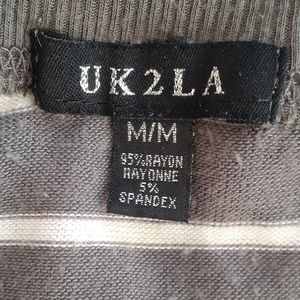 UK2LA
M/M
95% RAYON
RAYONNE
5%
SPANDEX